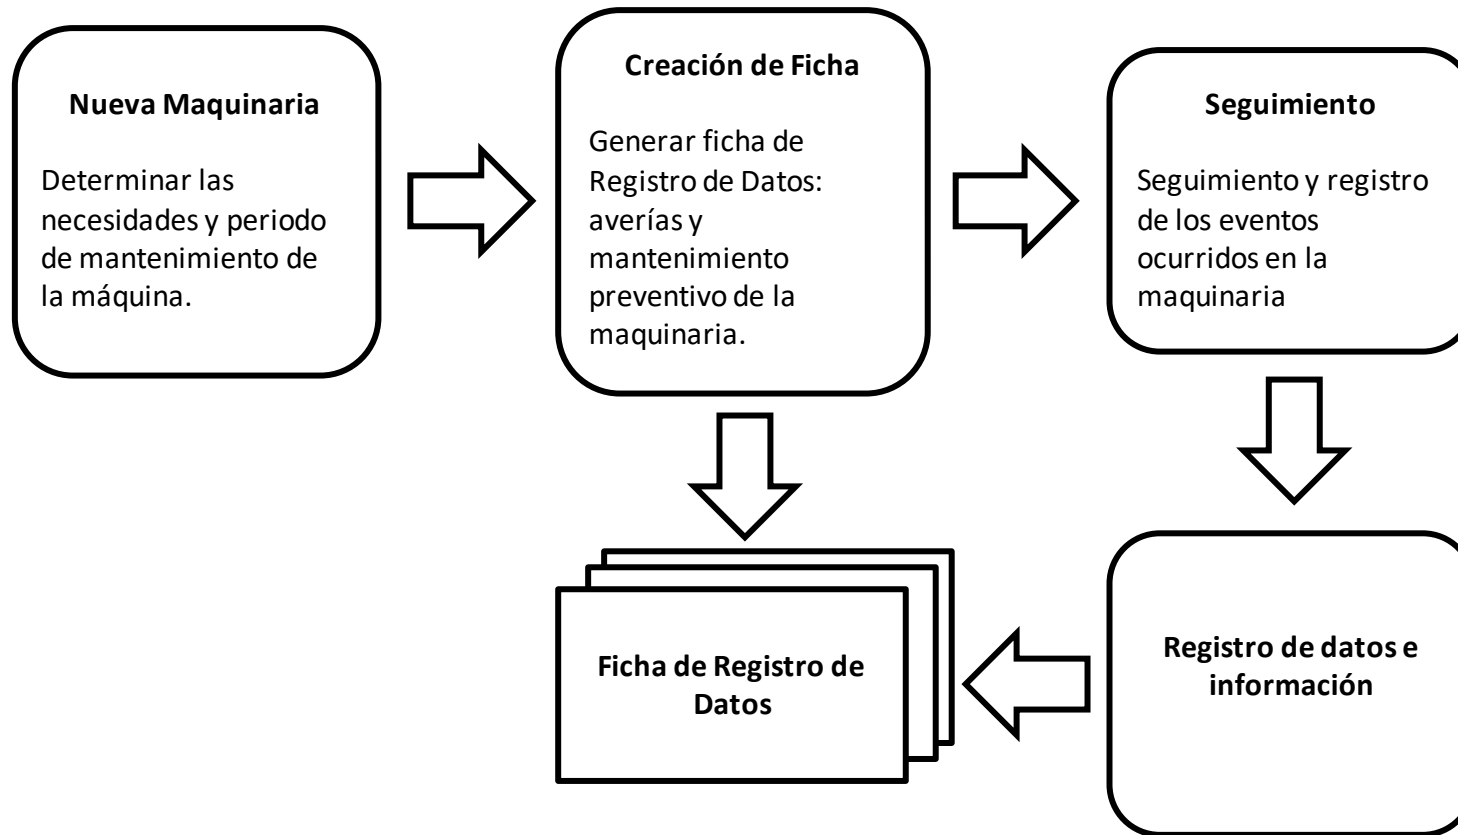 Nueva Maquinaria
Determinar las
necesidades y periodo
de mantenimiento de
la máquina.
Creación de Ficha
Generar ficha de
Registro de Datos:
averías y
mantenimiento
preventivo de la
maquinaria.
Seguimiento
Seguimiento y registro
de los eventos
ocurridos en la
maquinaria
Ficha de Registro de
Datos
Registro de datos e
información